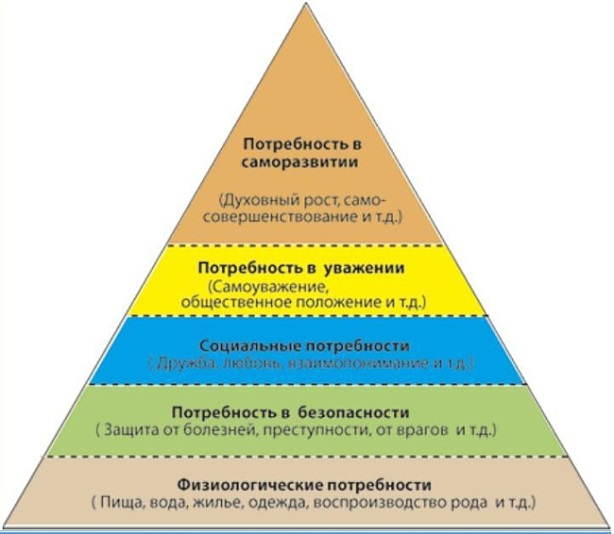 Потребность в
саморазвитии
(Духовный рост, само-
совершенствование и т.д.)
Потребность в уважении
(Самоуважение,
общественное положение и т.д.)
Социальные потребности
( Дружба, любовь, взаимопонимание и т.д.)
Потребность в безопасности
( Защита от болезней, преступности, от врагов и т.д.)
Физиологические потребности
( Пища, вода, жилье, одежда, воспроизводство рода и т.д.)